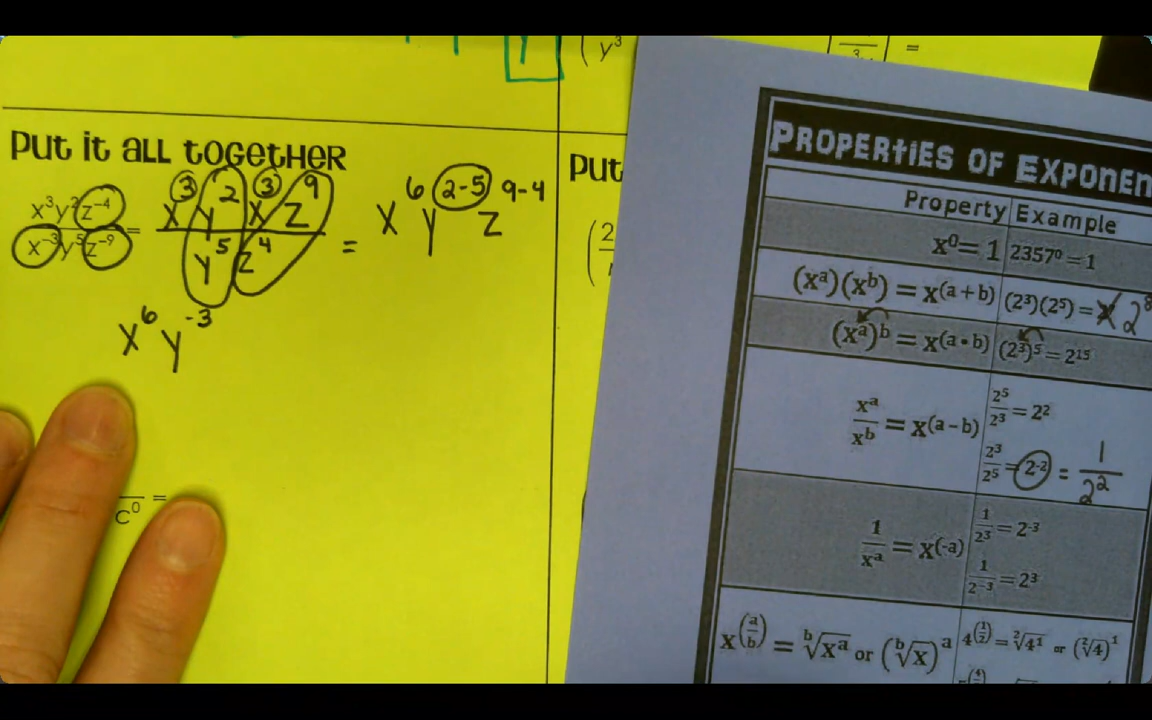 (y³
=
Put it all together
x³y²z⁻⁴ / x⁻³y⁵z⁻⁹ = x³ y² x³ z⁹ / y⁵ z⁴ = x⁶ y²⁻⁵ z⁹⁻⁴
x⁶ y⁻³
c⁰ =
Put
(2
Properties of Exponen
Property Example
x⁰ = 1 2357⁰ = 1
(xᵃ)(xᵇ) = x^(a+b) (2³)(2⁵) = 2⁸
(xᵃ)ᵇ = x^(a•b) (2³)⁵ = 2¹⁵
xᵃ/xᵇ = x^(a-b) 2⁵/2³ = 2²
2³/2⁵ = 2⁻² = 1/2²
1/xᵃ = x^(-a) 1/2³ = 2⁻³
1/2⁻³ = 2³
x^(a/b) = ᵇ√xᵃ or (ᵇ√x)ᵃ 4^(1/2) = ²√4¹ or (²√4)¹